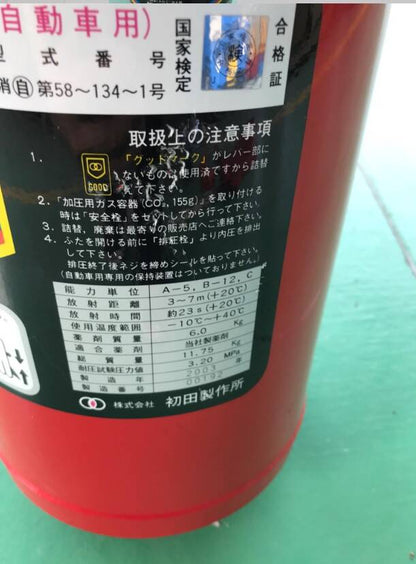 自動車用)
型式番号
消㊀第58〜134〜1号
国家検定
検
合格証
取扱上の注意事項
1. 「グッドマーク」がレバー部に
GOOD ないものは使用済ですから詰替
えて下さい。
2. 「加圧用ガス容器(CO₂, 155g)」を取り付ける
時は「安全栓」をセットしてから行って下さい。
3. 詰替、廃棄は最寄りの販売店へご連絡下さい。
4. ふたを開ける前に「排圧栓」より内圧を排出
して下さい。
排圧終了後ネジを締めシールを貼って下さい。
(自動車用専用の保持装置はついておりません。)
能力単位 A−5, B−12, C
放射距離 3〜7m(+20℃)
放射時間 約23s(+20℃)
使用温度範囲 −10℃〜+40℃
薬剤質量 6.0 Kg
適合薬剤 当社製薬剤
総質量 11.75 Kg
耐圧試験圧力値 3.20 MPa
製造年 2003
製造番号 00192
株式会社 初田製作所